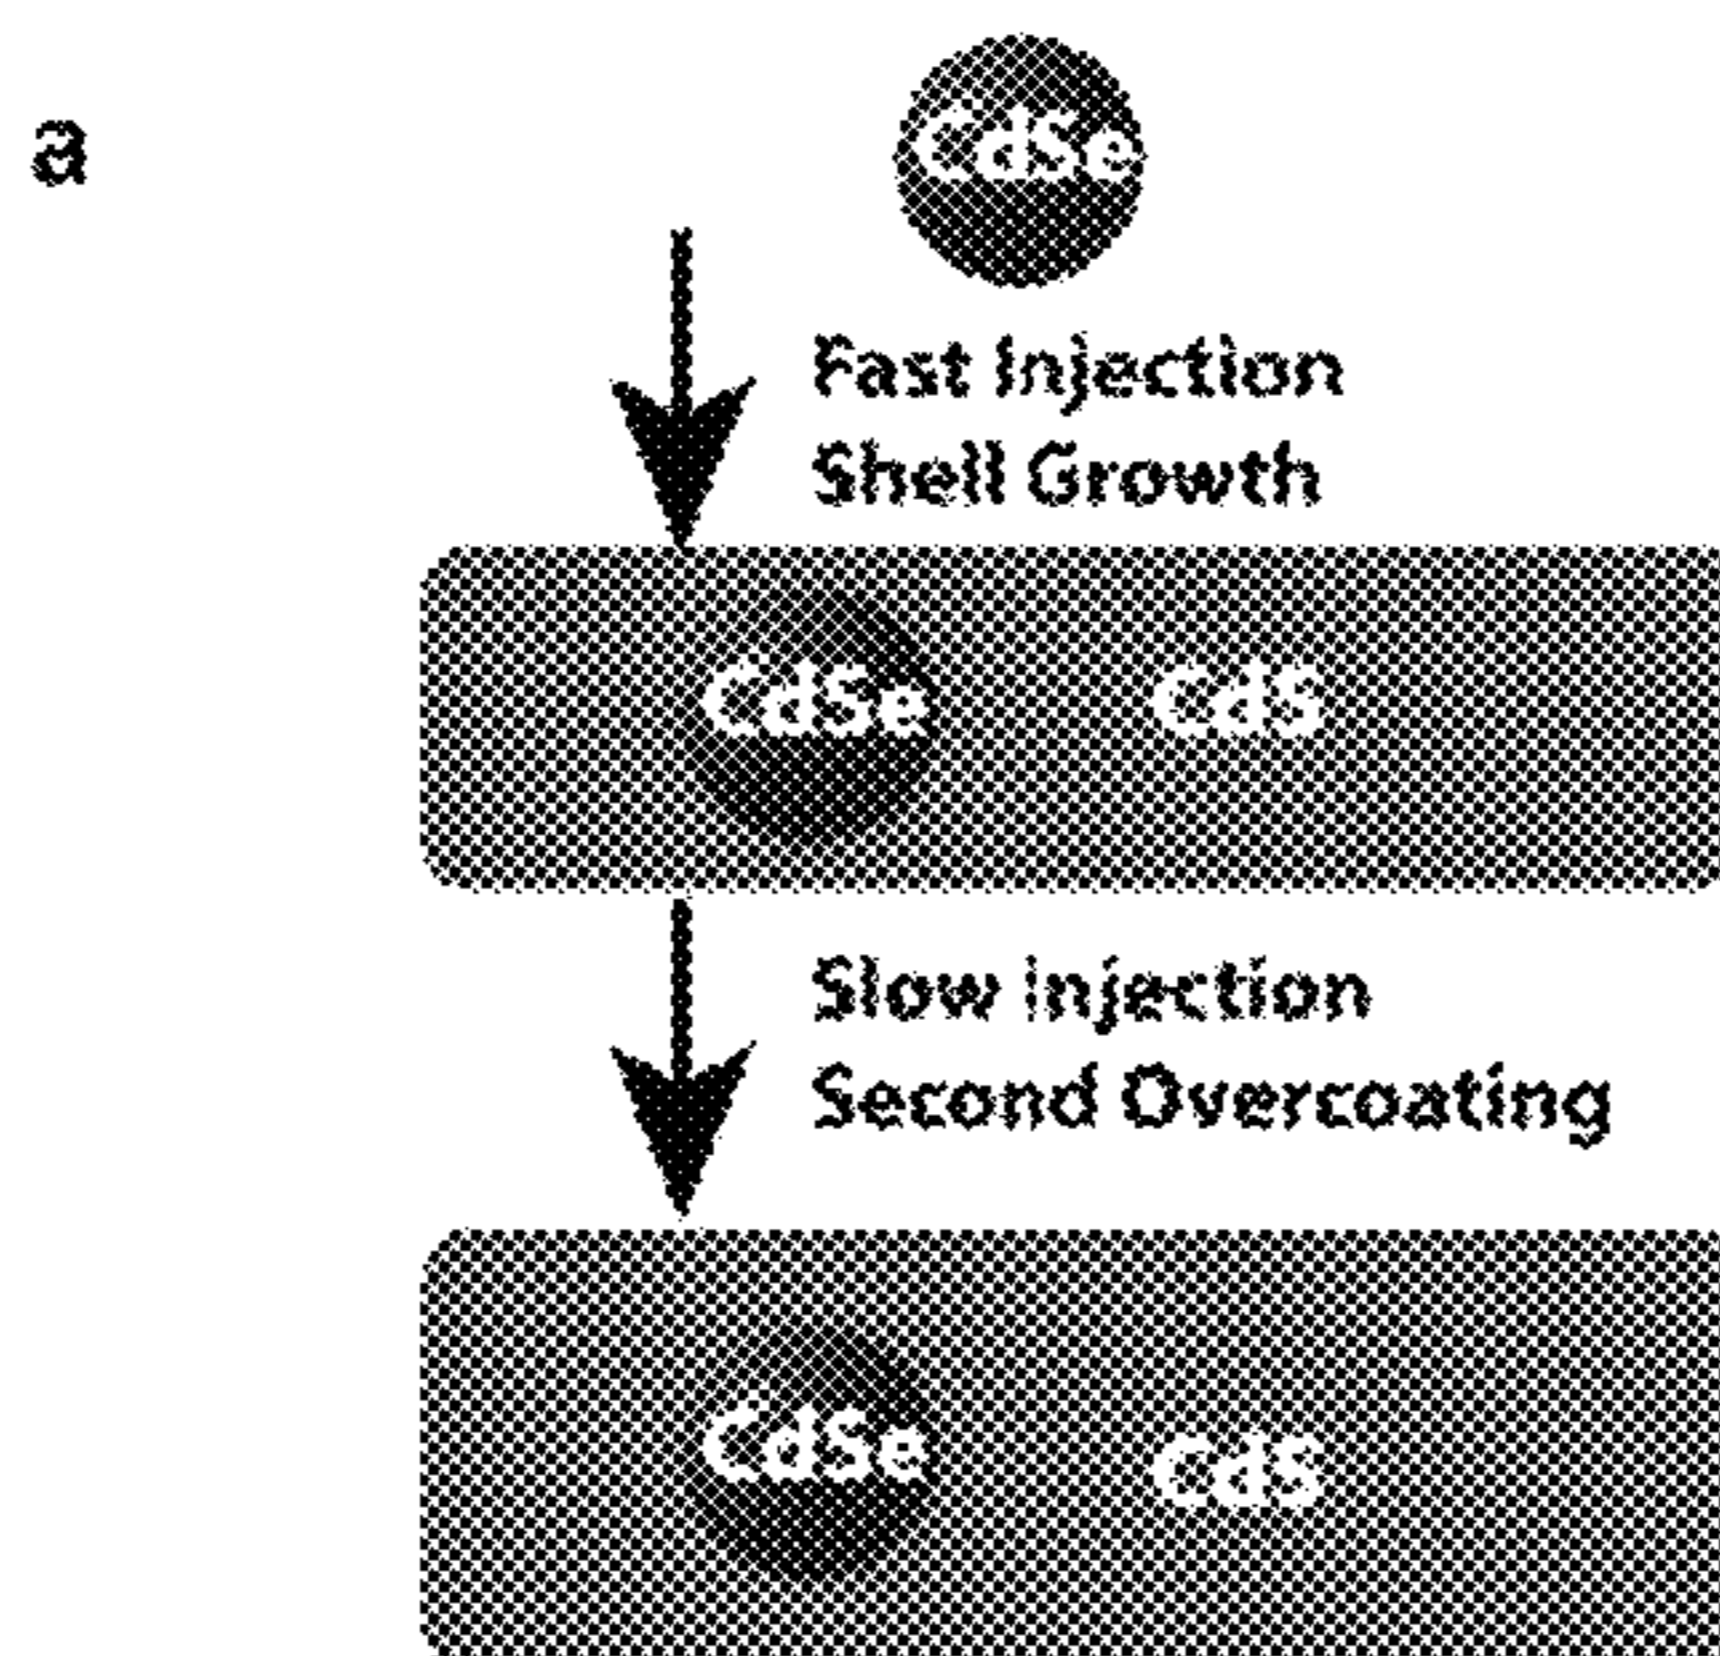 a
CdSe
Fast Injection
Shell Growth
CdSe CdS
Slow Injection
Second Overcoating
CdSe CdS